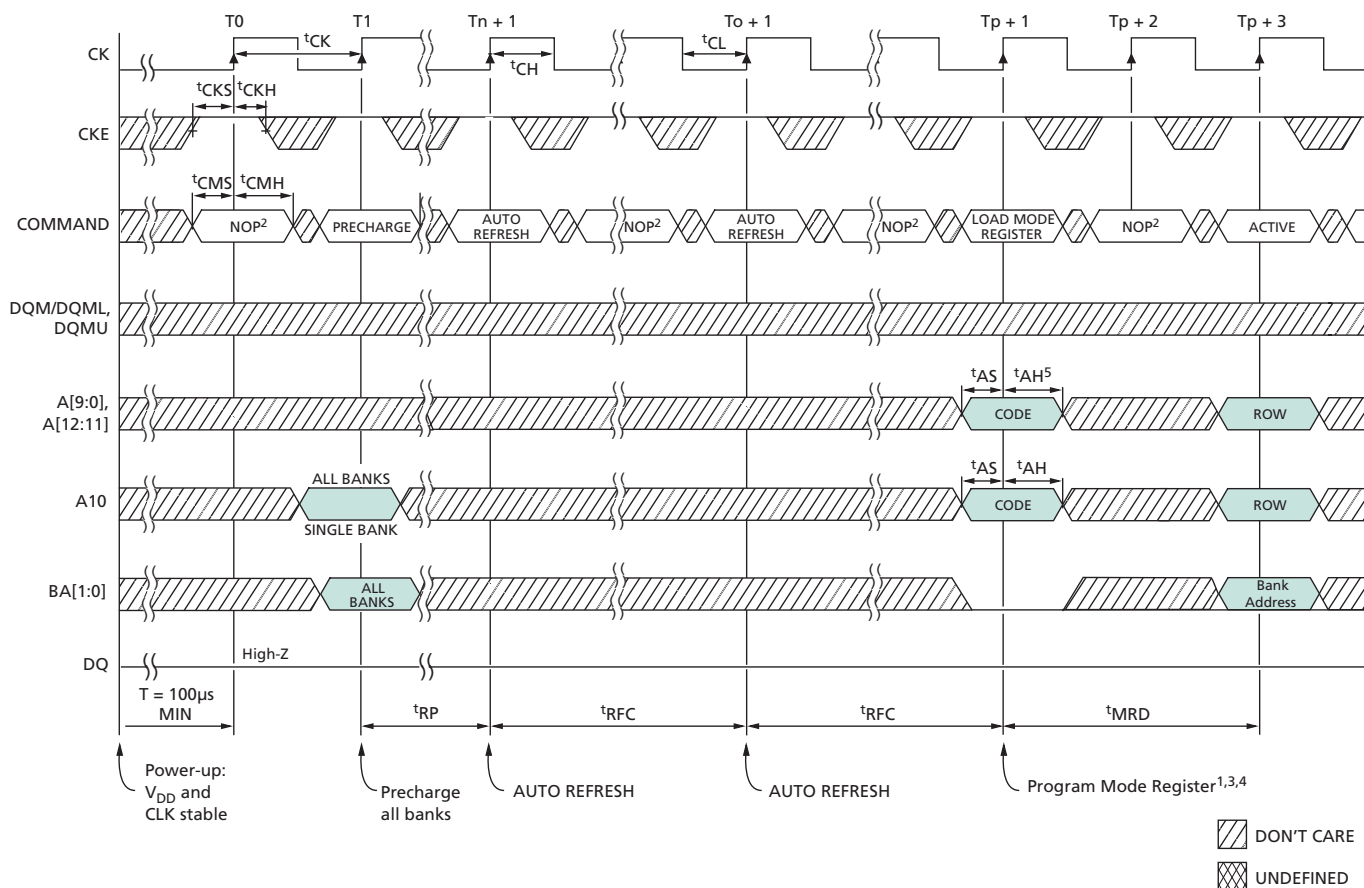 T0 T1 Tn + 1 To + 1 Tp + 1 Tp + 2 Tp + 3
CK
tCK
tCH
tCL
tCKS tCKH
CKE
tCMS tCMH
COMMAND
NOP2
PRECHARGE
AUTO
REFRESH
NOP2
AUTO
REFRESH
NOP2
LOAD MODE
REGISTER
NOP2
ACTIVE
DQM/DQML,
DQMU
tAS tAH5
A[9:0],
A[12:11]
CODE
ROW
tAS tAH
ALL BANKS
A10
SINGLE BANK
CODE
ROW
BA[1:0]
ALL
BANKS
Bank
Address
DQ
High-Z
T = 100µs
MIN
tRP
tRFC
tRFC
tMRD
Power-up:
VDD and
CLK stable
Precharge
all banks
AUTO REFRESH
AUTO REFRESH
Program Mode Register1,3,4
DON'T CARE
UNDEFINED